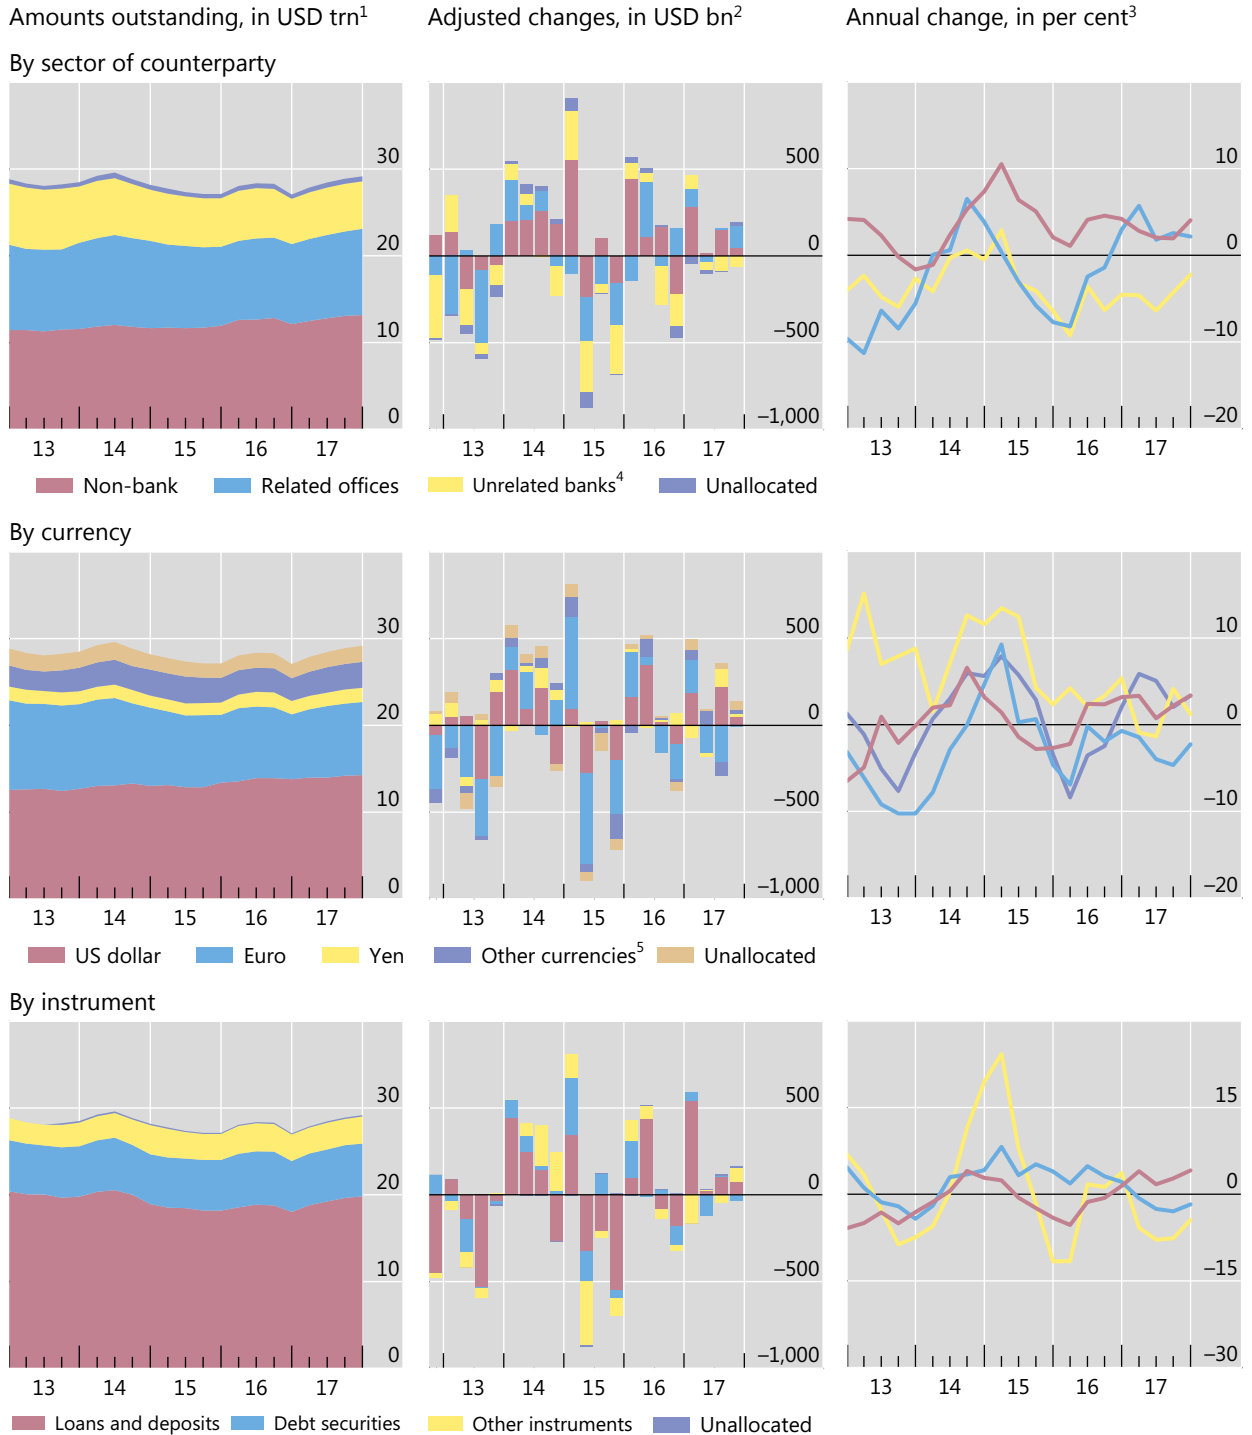 Amounts outstanding, in USD trn¹ Adjusted changes, in USD bn² Annual change, in per cent³
By sector of counterparty
30 500 10
20 0 0
10 –500 –10
0 –1,000 –20
13 14 15 16 17 13 14 15 16 17 13 14 15 16 17
Non-bank Related offices Unrelated banks⁴ Unallocated
By currency
30 500 10
20 0 0
10 –500 –10
0 –1,000 –20
13 14 15 16 17 13 14 15 16 17 13 14 15 16 17
US dollar Euro Yen Other currencies⁵ Unallocated
By instrument
30 500 15
20 0 0
10 –500 –15
0 –1,000 –30
13 14 15 16 17 13 14 15 16 17 13 14 15 16 17
Loans and deposits Debt securities Other instruments Unallocated